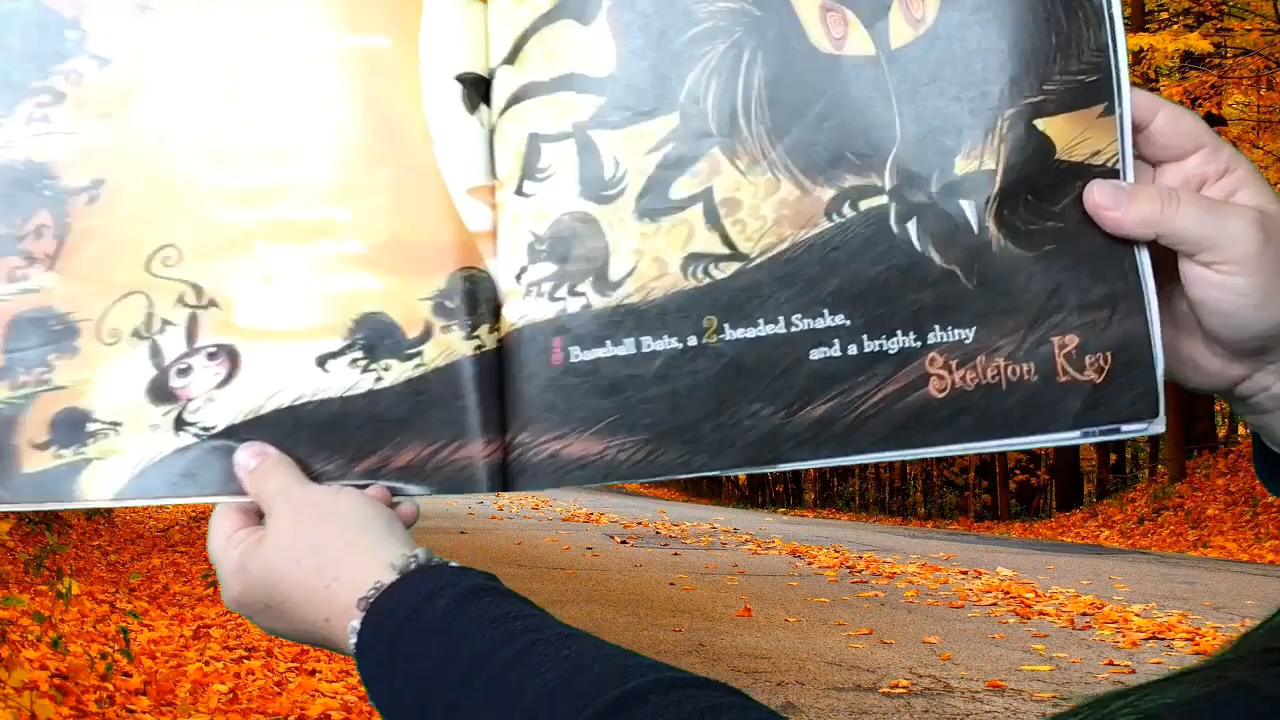 Baseball Bats, a 2-headed Snake,
and a bright, shiny
Skeleton Key